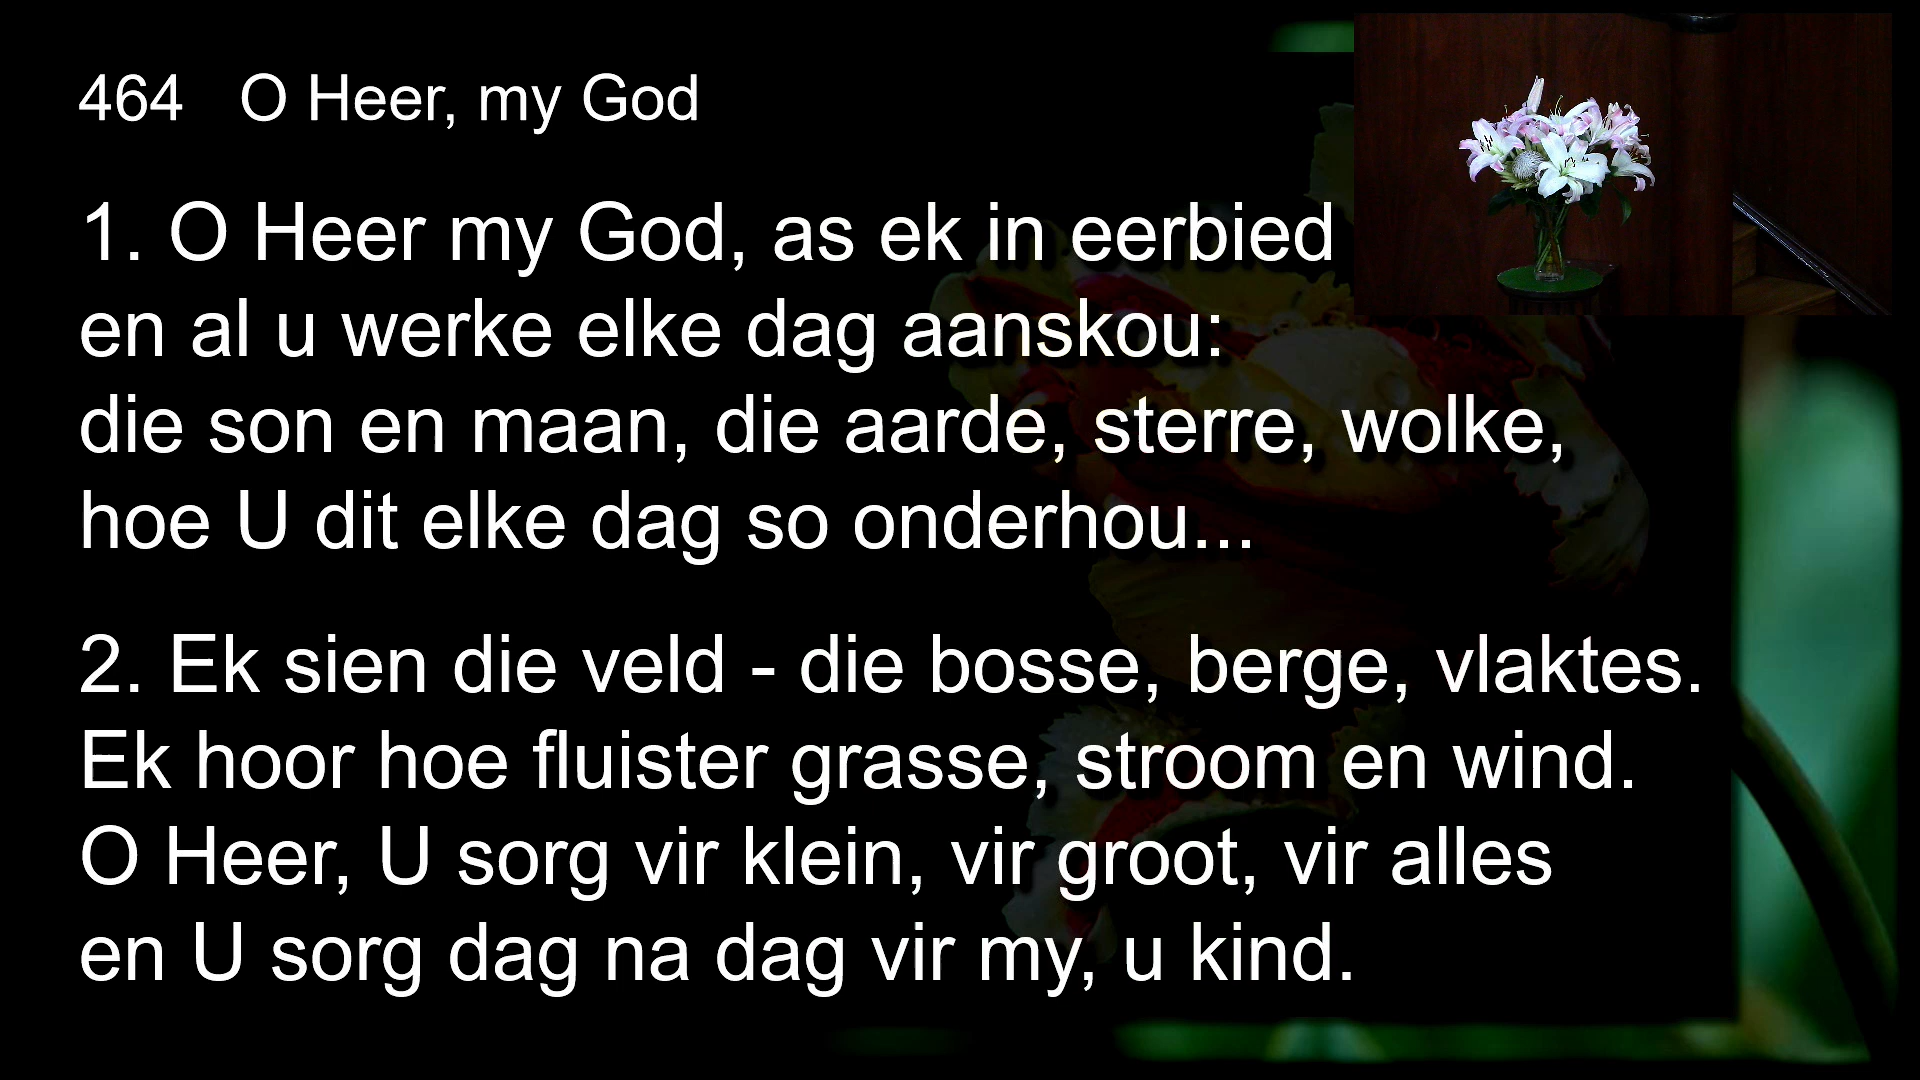 464 O Heer, my God
1. O Heer my God, as ek in eerbied
en al u werke elke dag aanskou:
die son en maan, die aarde, sterre, wolke,
hoe U dit elke dag so onderhou...
2. Ek sien die veld - die bosse, berge, vlaktes.
Ek hoor hoe fluister grasse, stroom en wind.
O Heer, U sorg vir klein, vir groot, vir alles
en U sorg dag na dag vir my, u kind.